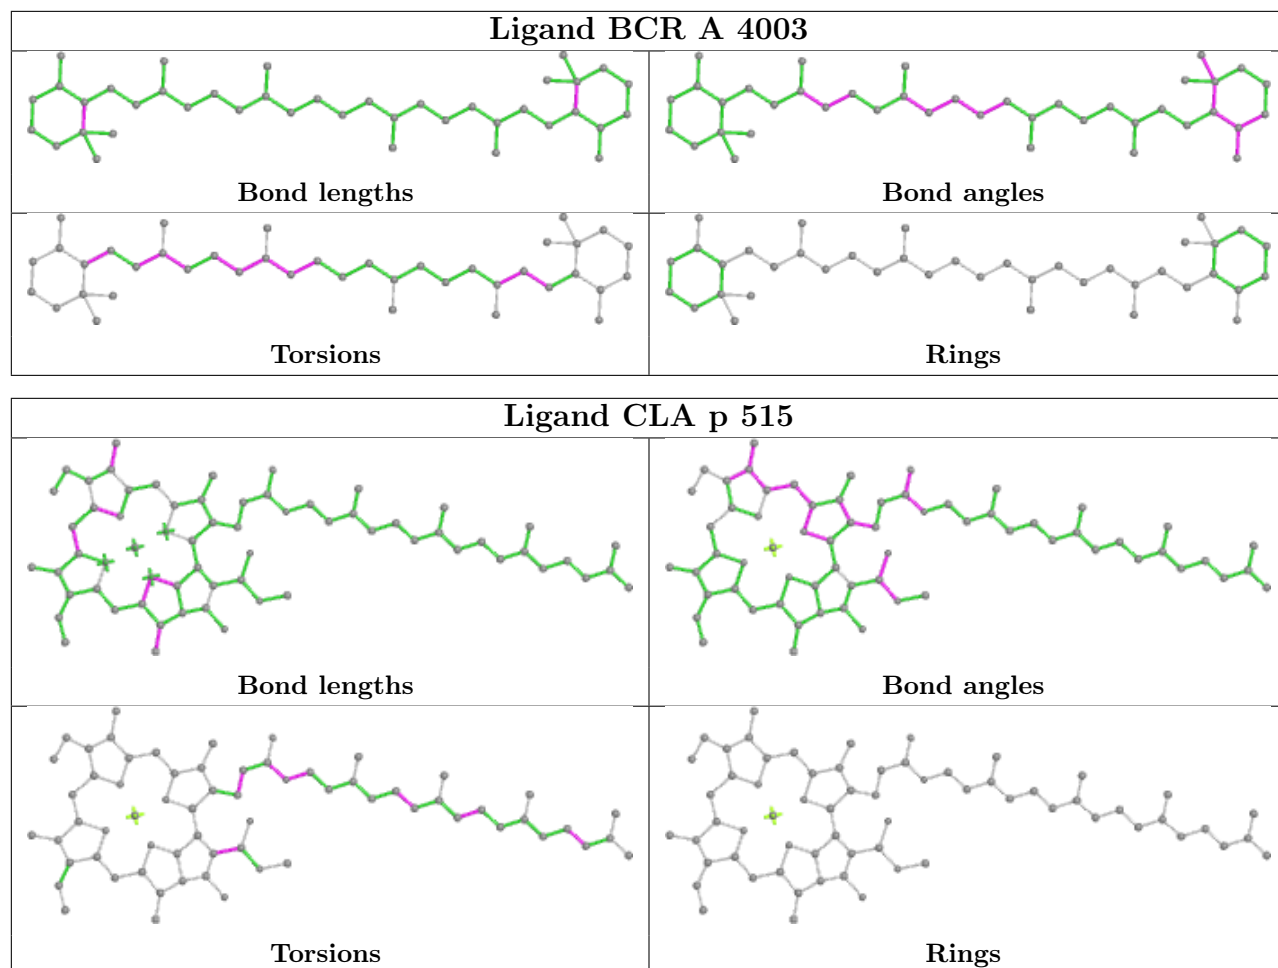 Ligand BCR A 4003
Bond lengths
Bond angles
Torsions
Rings
Ligand CLA p 515
Bond lengths
Bond angles
Torsions
Rings